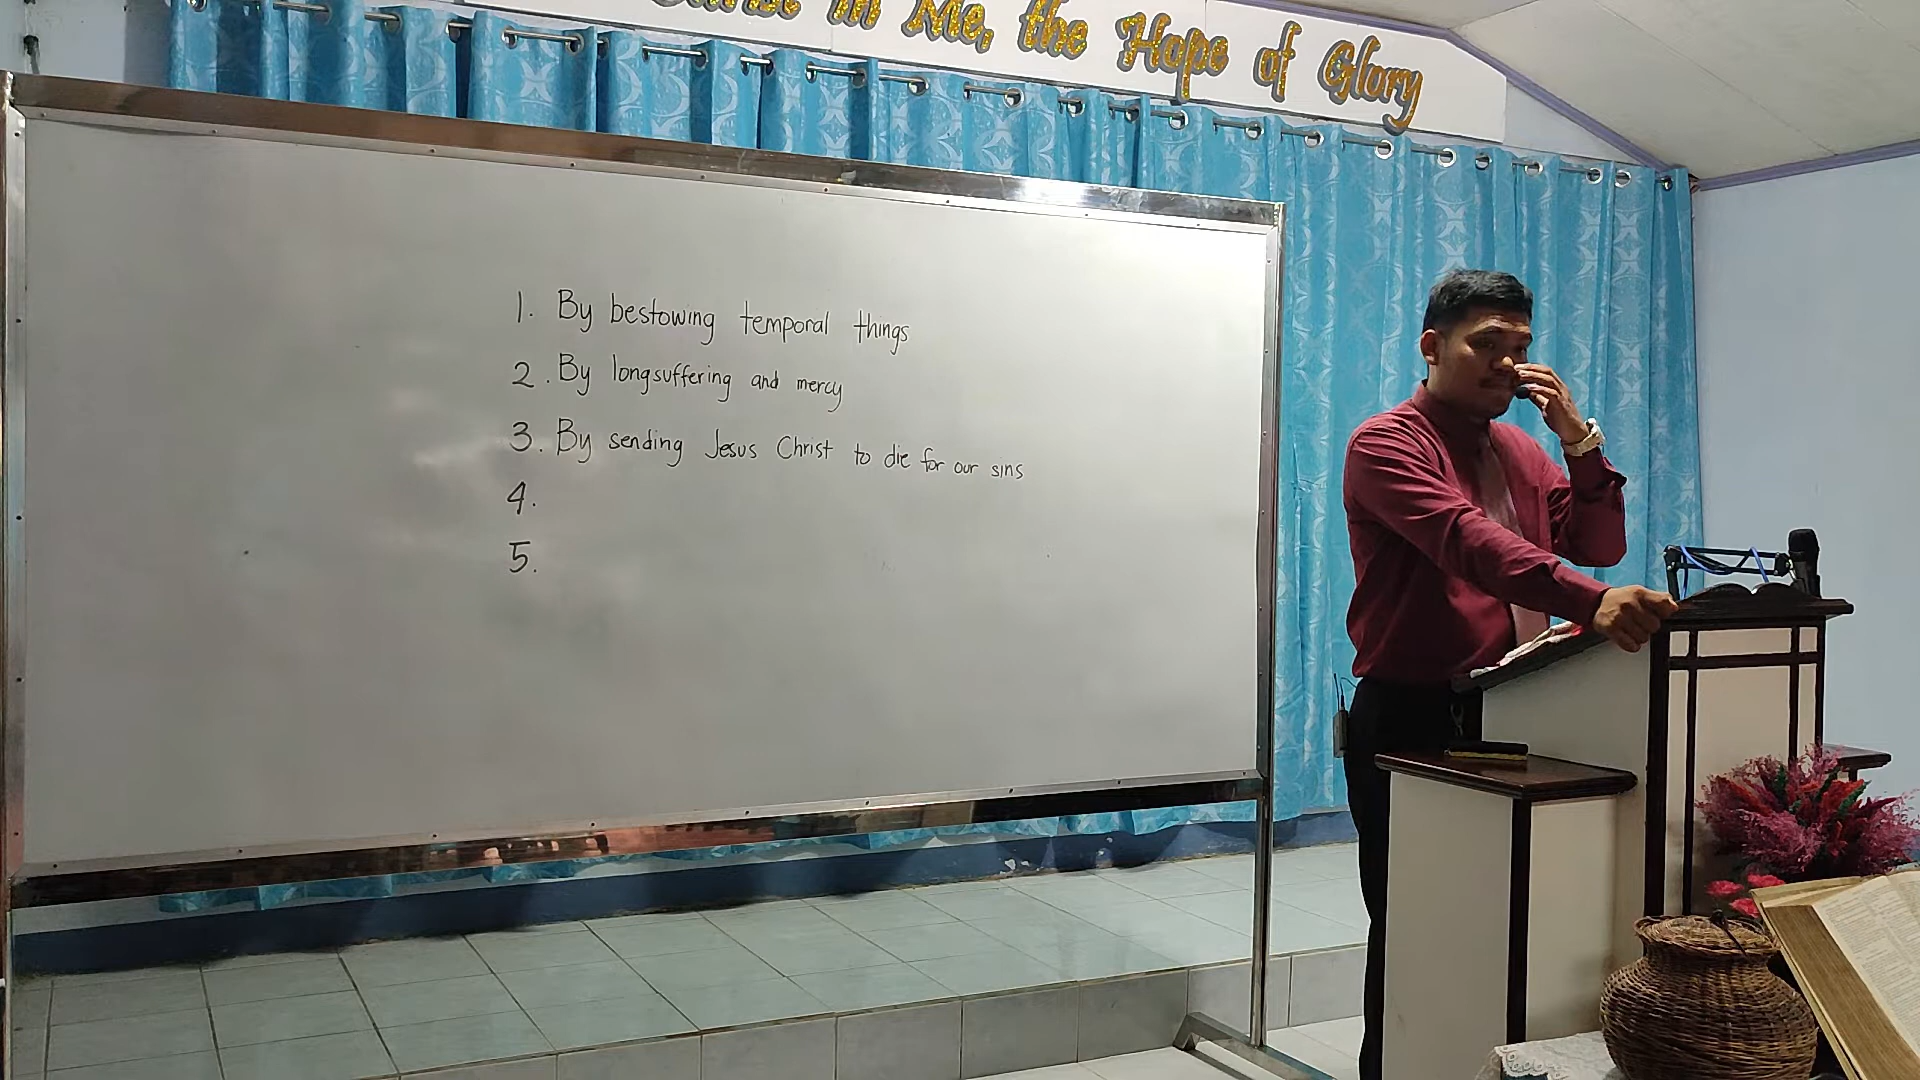 in Me, the Hope of Glory
1. By bestowing temporal things
2. By longsuffering and mercy
3. By sending Jesus Christ to die for our sins
4.
5.